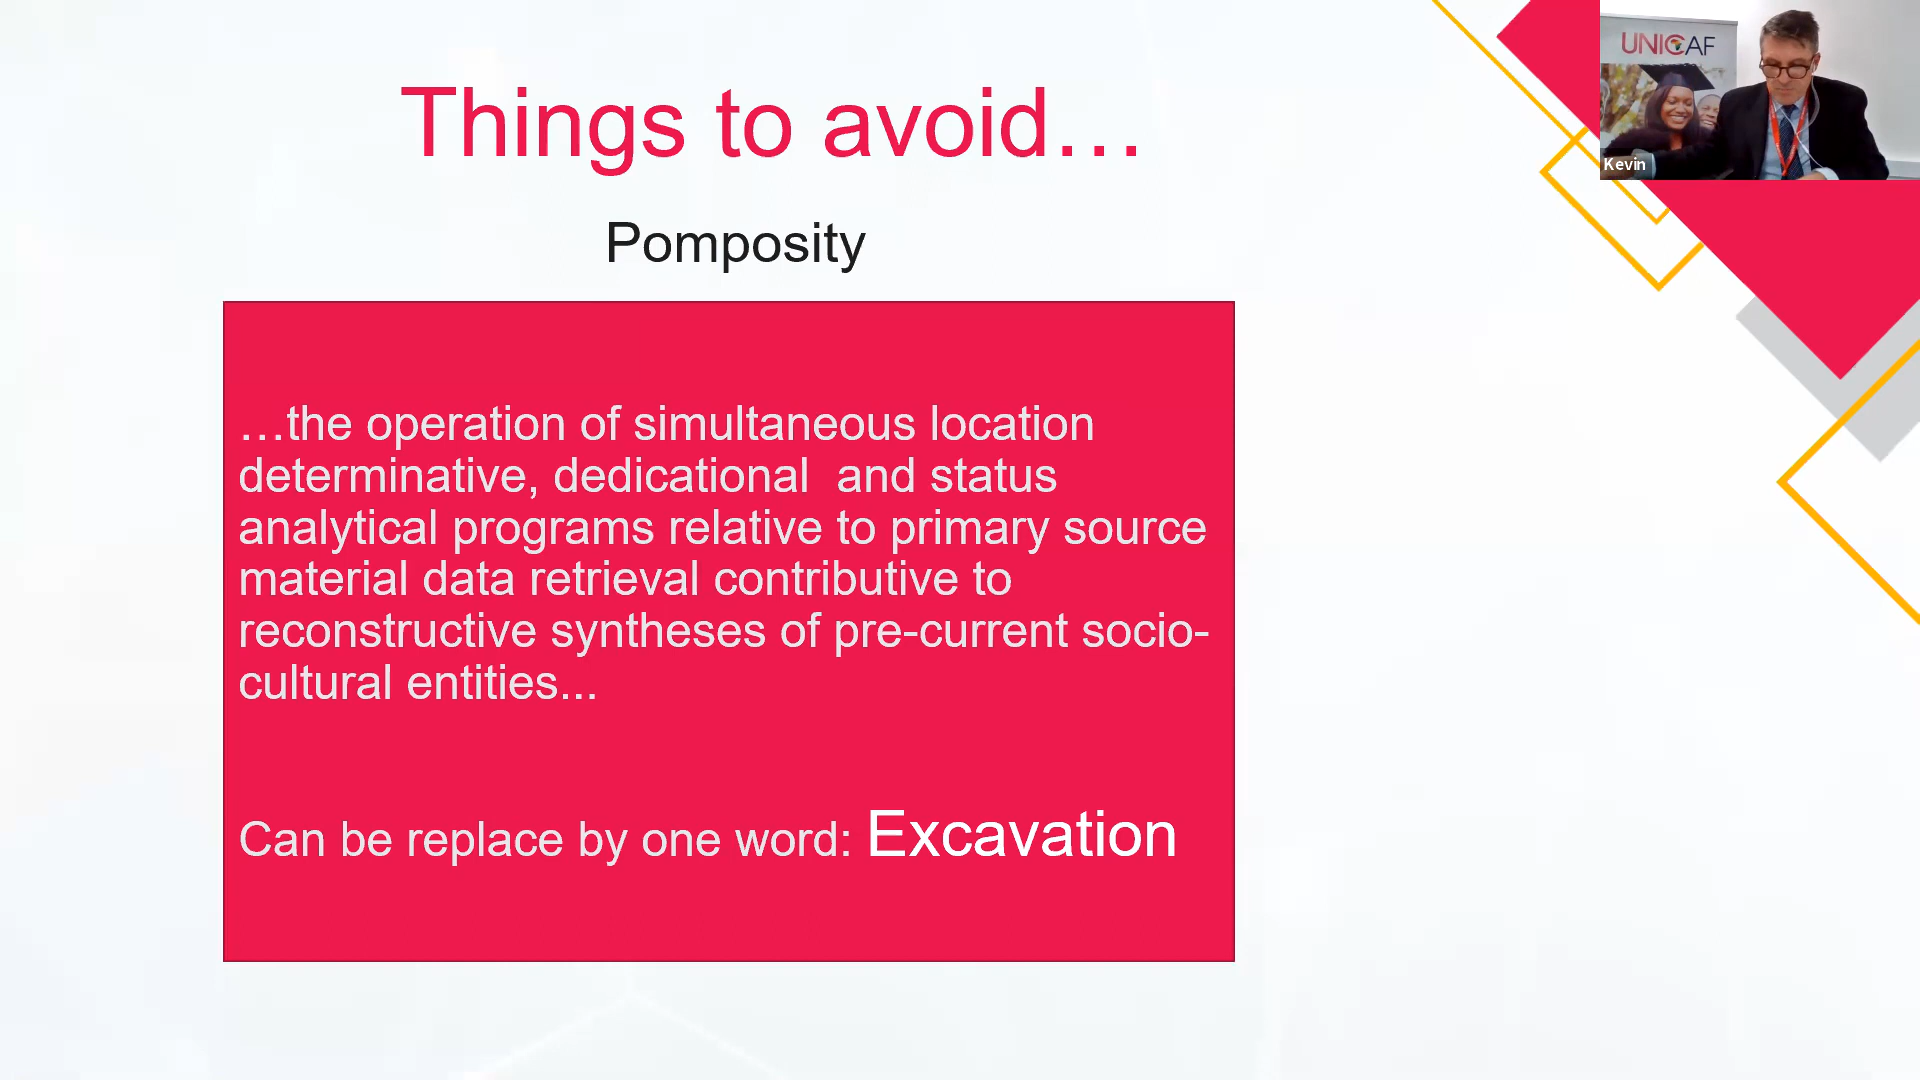 Things to avoid…
Pomposity
…the operation of simultaneous location
determinative, dedicational  and status
analytical programs relative to primary source
material data retrieval contributive to
reconstructive syntheses of pre-current socio-
cultural entities...
Can be replace by one word: Excavation
UNICAF
Kevin